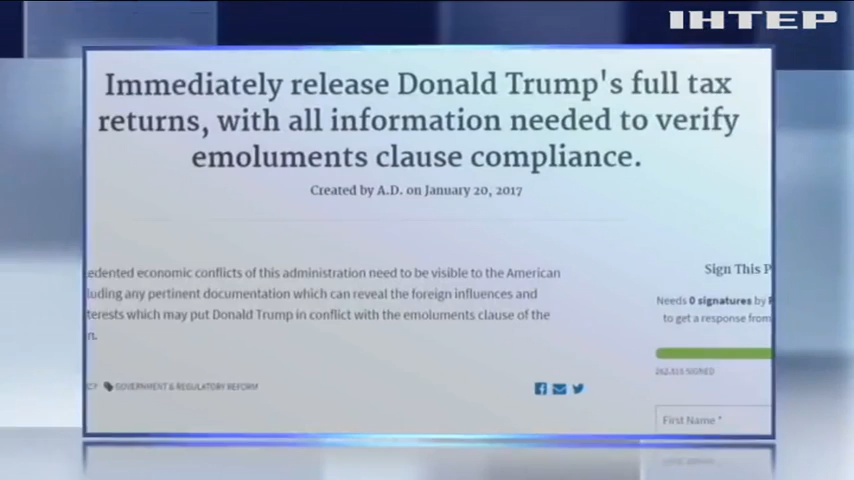 ІНТЕР
Immediately release Donald Trump's full tax
returns, with all information needed to verify
emoluments clause compliance.
Created by A.D. on January 20, 2017
edented economic conflicts of this administration need to be visible to the American
luding any pertinent documentation which can reveal the foreign influences and
terests which may put Donald Trump in conflict with the emoluments clause of the
n.
Sign This P
Needs 0 signatures by
to get a response from
SIGNED
GOVERNMENT & REGULATORY REFORM
First Name *